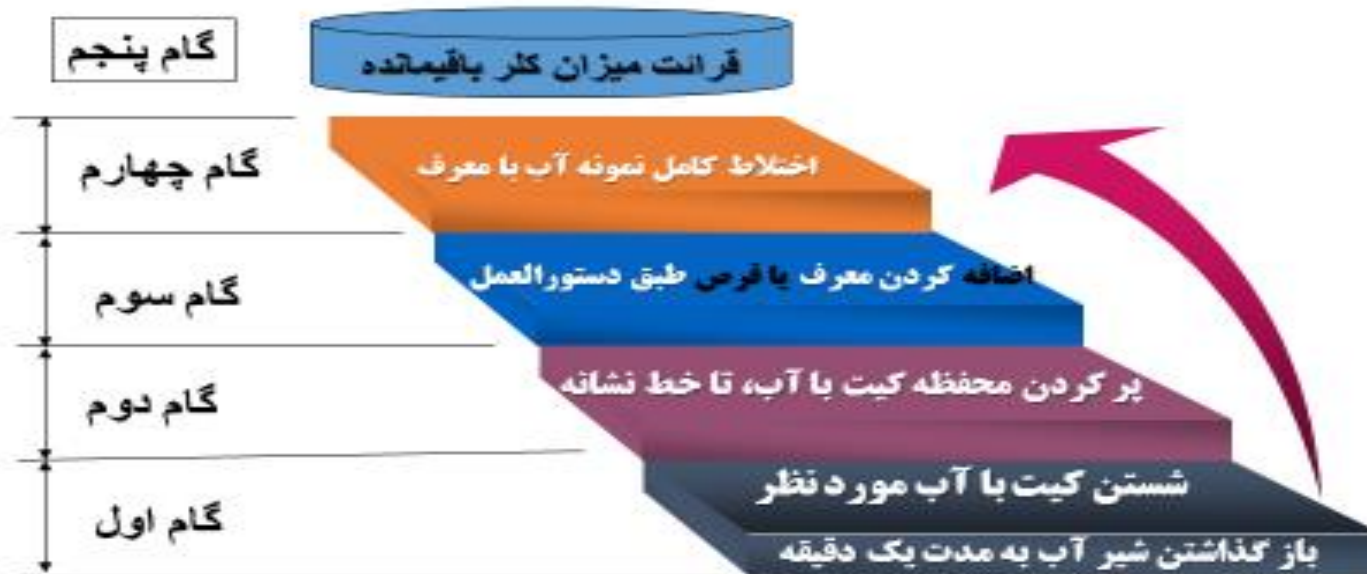 گام پنجم
قرائت میزان کلر باقیمانده
گام چهارم
اختلاط کامل نمونه آب با معرف
گام سوم
اضافه کردن معرف یا قرص طبق دستورالعمل
گام دوم
پر کردن محفظه کیت با آب، تا خط نشانه
گام اول
شستن کیت با آب مورد نظر
باز گذاشتن شیر آب به مدت یک دقیقه